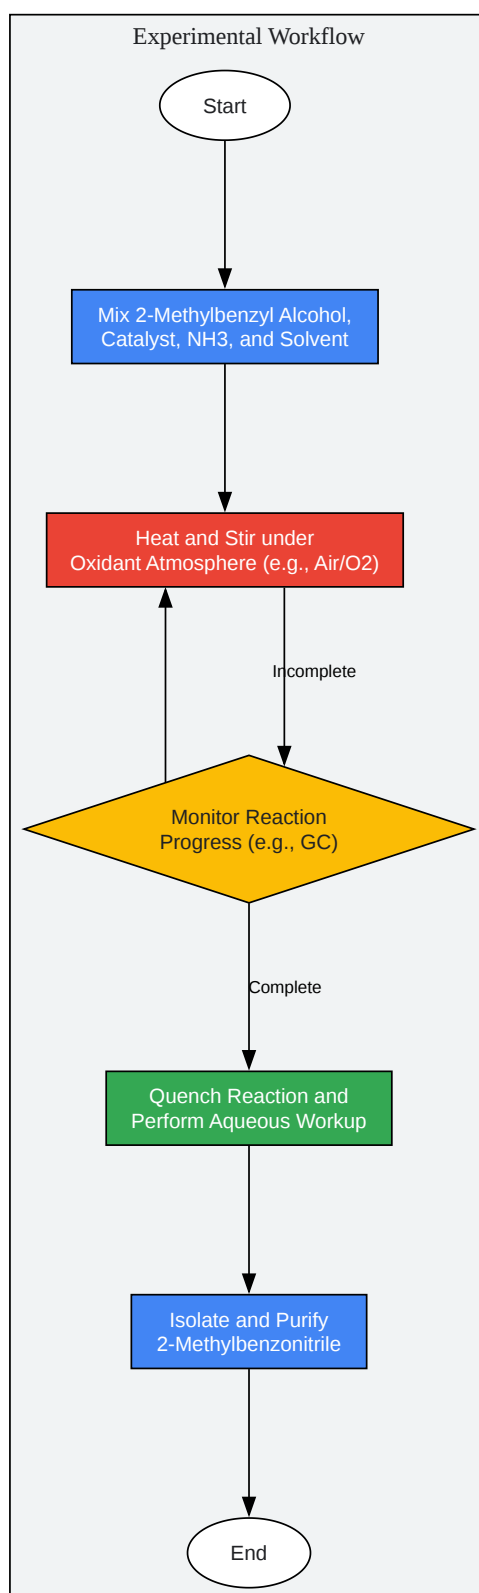 Experimental Workflow
Start
Mix 2-Methylbenzyl Alcohol,
Catalyst, NH3, and Solvent
Heat and Stir under
Oxidant Atmosphere (e.g., Air/O2)
Incomplete
Monitor Reaction
Progress (e.g., GC)
Complete
Quench Reaction and
Perform Aqueous Workup
Isolate and Purify
2-Methylbenzonitrile
End